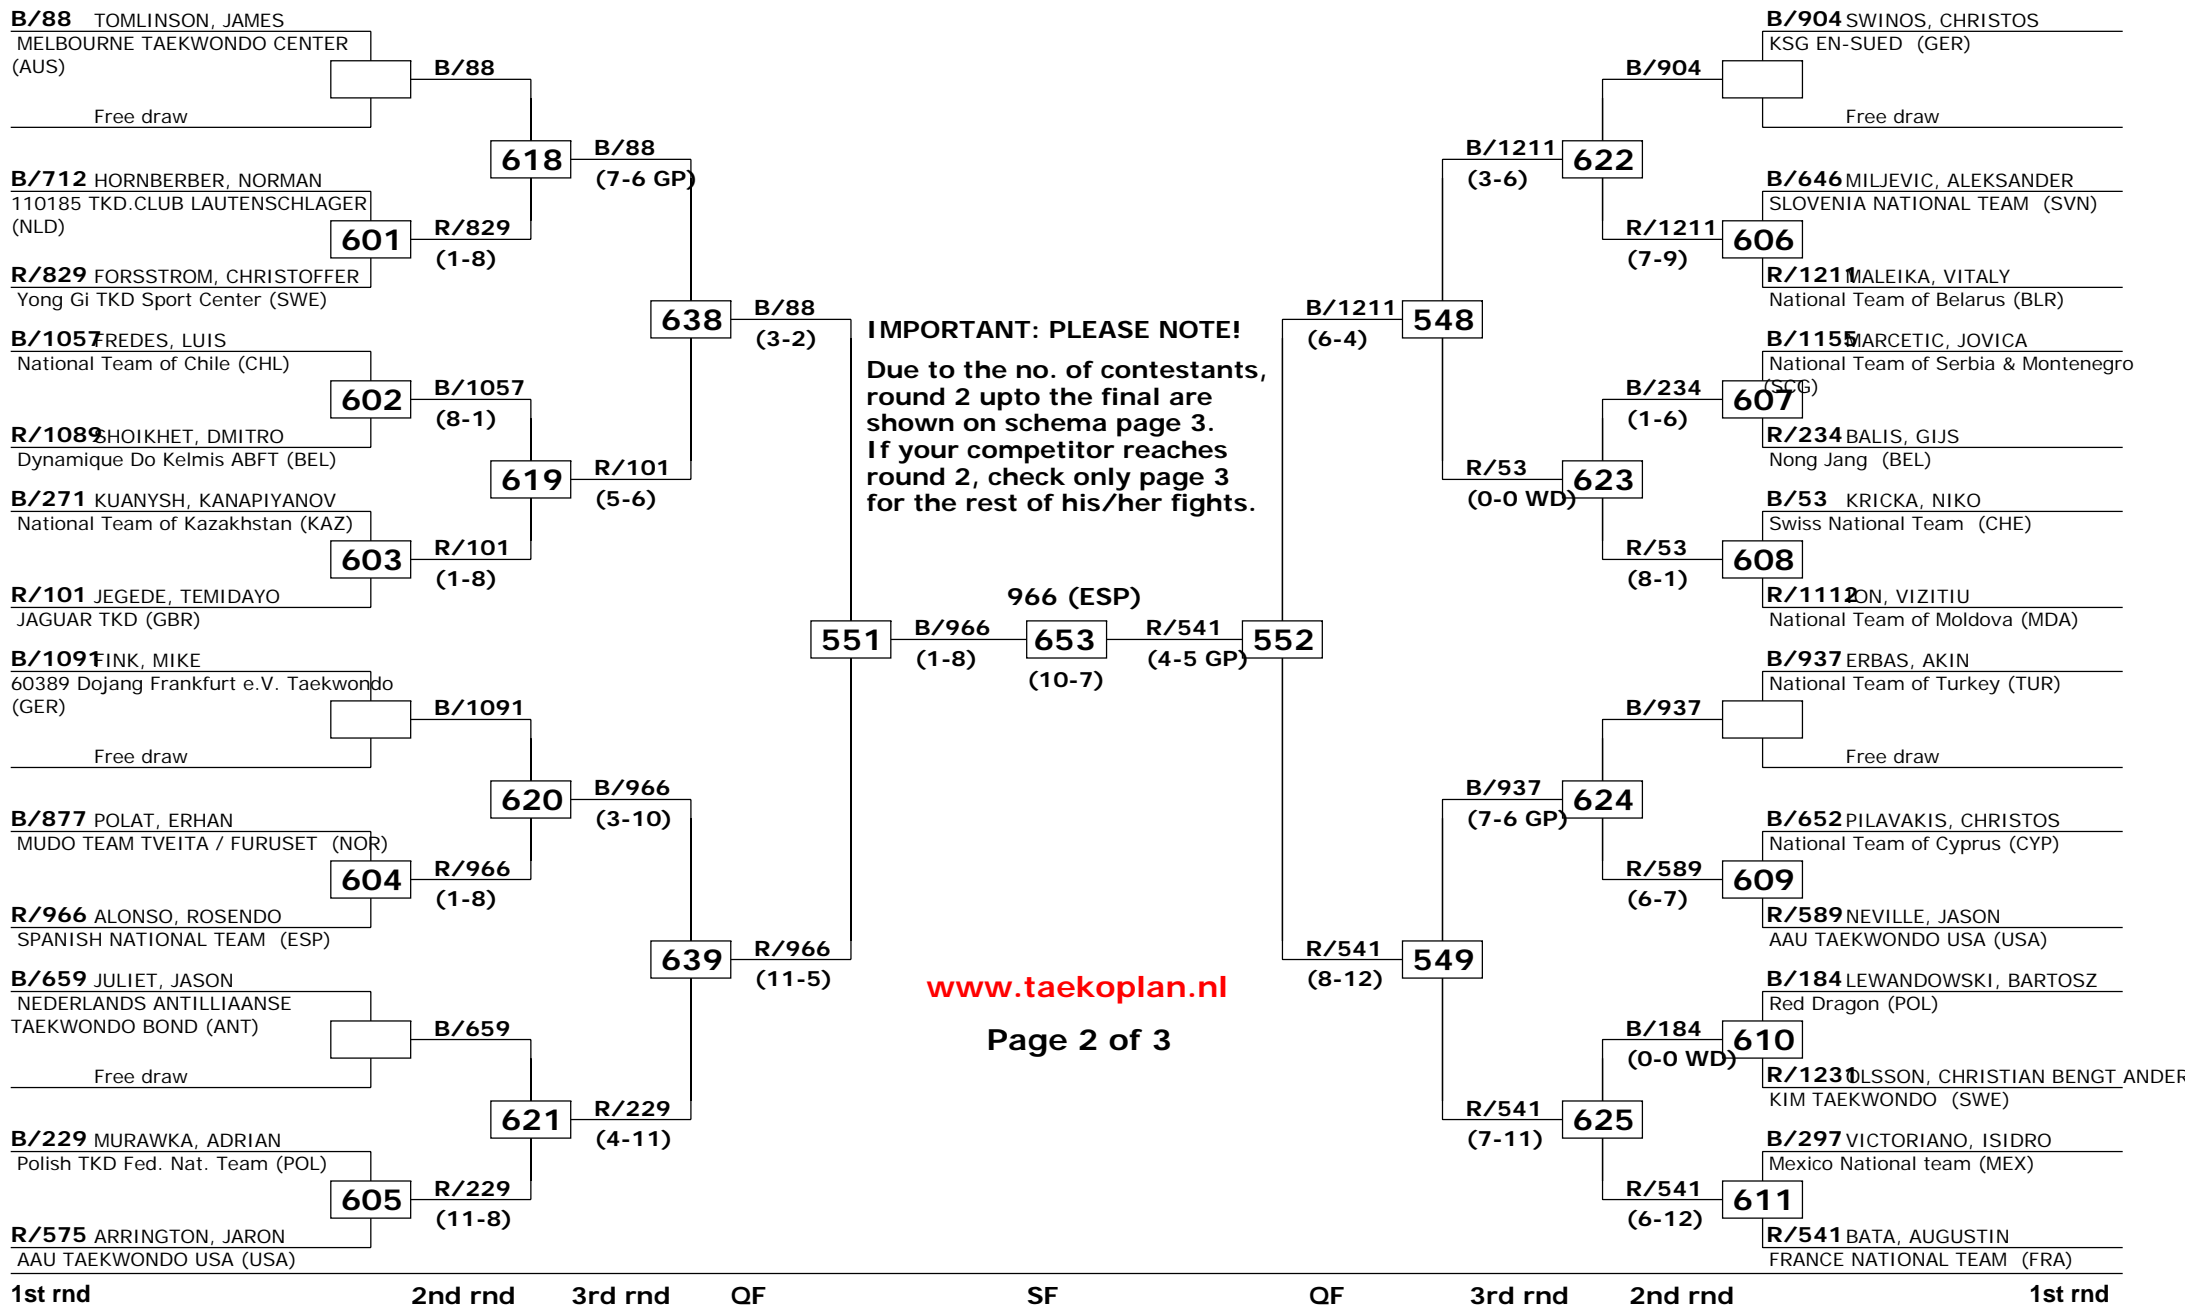 B/88 TOMLINSON, JAMES
MELBOURNE TAEKWONDO CENTER
(AUS)
B/88
Free draw
618
B/88
(7-6 GP)
B/712 HORNBERBER, NORMAN
110185 TKD.CLUB LAUTENSCHLAGER
(NLD)
601
R/829
(1-8)
R/829 FORSSTROM, CHRISTOFFER
Yong Gi TKD Sport Center (SWE)
638
B/88
(3-2)
B/1057 FREDES, LUIS
National Team of Chile (CHL)
602
B/1057
(8-1)
R/1089 SHOIKHET, DMITRO
Dynamique Do Kelmis ABFT (BEL)
619
R/101
(5-6)
B/271 KUANYSH, KANAPIYANOV
National Team of Kazakhstan (KAZ)
603
R/101
(1-8)
R/101 JEGEDE, TEMIDAYO
JAGUAR TKD (GBR)
551
B/966
(1-8)
B/1091 FINK, MIKE
60389 Dojang Frankfurt e.V. Taekwondo
(GER)
B/1091
Free draw
620
B/966
(3-10)
B/877 POLAT, ERHAN
MUDO TEAM TVEITA / FURUSET (NOR)
604
R/966
(1-8)
R/966 ALONSO, ROSENDO
SPANISH NATIONAL TEAM (ESP)
639
R/966
(11-5)
B/659 JULIET, JASON
NEDERLANDS ANTILLIAANSE
TAEKWONDO BOND (ANT)
B/659
Free draw
621
R/229
(4-11)
B/229 MURAWKA, ADRIAN
Polish TKD Fed. Nat. Team (POL)
605
R/229
(11-8)
R/575 ARRINGTON, JARON
AAU TAEKWONDO USA (USA)
IMPORTANT: PLEASE NOTE!
Due to the no. of contestants,
round 2 upto the final are
shown on schema page 3.
If your competitor reaches
round 2, check only page 3
for the rest of his/her fights.
966 (ESP)
653
(10-7)
www.taekoplan.nl
Page 2 of 3
B/904 SWINOS, CHRISTOS
KSG EN-SUED (GER)
B/904
Free draw
B/1211
(3-6)
622
B/646 MILJEVIC, ALEKSANDER
SLOVENIA NATIONAL TEAM (SVN)
R/1211
(7-9)
606
R/1211 MALEIKA, VITALY
National Team of Belarus (BLR)
B/1211
(6-4)
548
B/1155 MARCETIC, JOVICA
National Team of Serbia & Montenegro
(SCG)
B/234
(1-6)
607
R/234 BALIS, GIJS
Nong Jang (BEL)
R/53
(0-0 WD)
623
B/53 KRICKA, NIKO
Swiss National Team (CHE)
R/53
(8-1)
608
R/1112 ION, VIZITIU
National Team of Moldova (MDA)
R/541
(4-5 GP)
552
B/937 ERBAS, AKIN
National Team of Turkey (TUR)
B/937
Free draw
B/937
(7-6 GP)
624
B/652 PILAVAKIS, CHRISTOS
National Team of Cyprus (CYP)
R/589
(6-7)
609
R/589 NEVILLE, JASON
AAU TAEKWONDO USA (USA)
R/541
(8-12)
549
B/184 LEWANDOWSKI, BARTOSZ
Red Dragon (POL)
B/184
(0-0 WD)
610
R/1231 OLSSON, CHRISTIAN BENGT ANDER
KIM TAEKWONDO (SWE)
R/541
(7-11)
625
B/297 VICTORIANO, ISIDRO
Mexico National team (MEX)
R/541
(6-12)
611
R/541 BATA, AUGUSTIN
FRANCE NATIONAL TEAM (FRA)
1st rnd 2nd rnd 3rd rnd QF SF QF 3rd rnd 2nd rnd 1st rnd